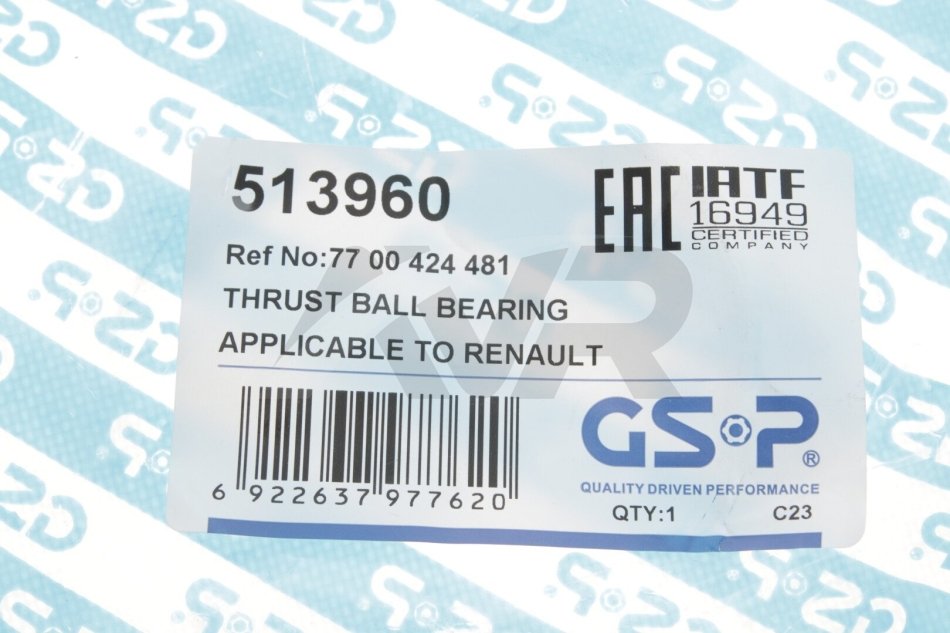 513960
EAC
IATF
16949
CERTIFIED
COMPANY
Ref No:77 00 424 481
THRUST BALL BEARING
APPLICABLE TO RENAULT
6 922637 977620
GSP®
QUALITY DRIVEN PERFORMANCE
QTY:1 C23